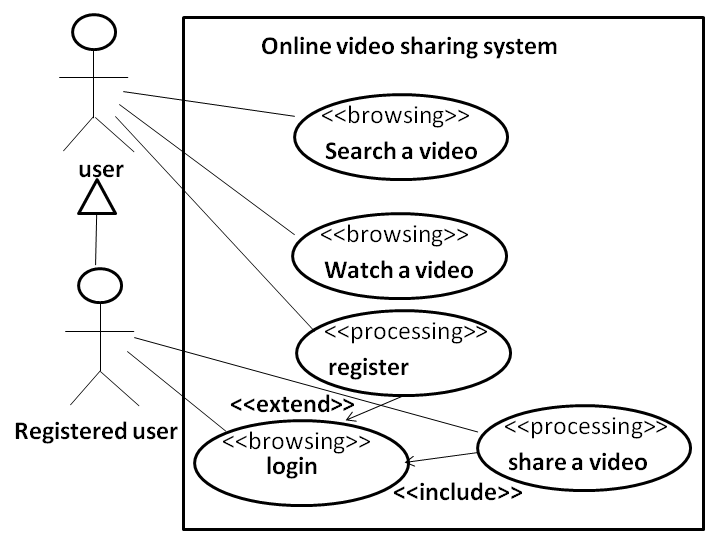 Online video sharing system
<<browsing>>
Search a video
user
<<browsing>>
Watch a video
<<processing>>
register
<<extend>>
Registered user
<<browsing>>
login
<<processing>>
share a video
<<include>>